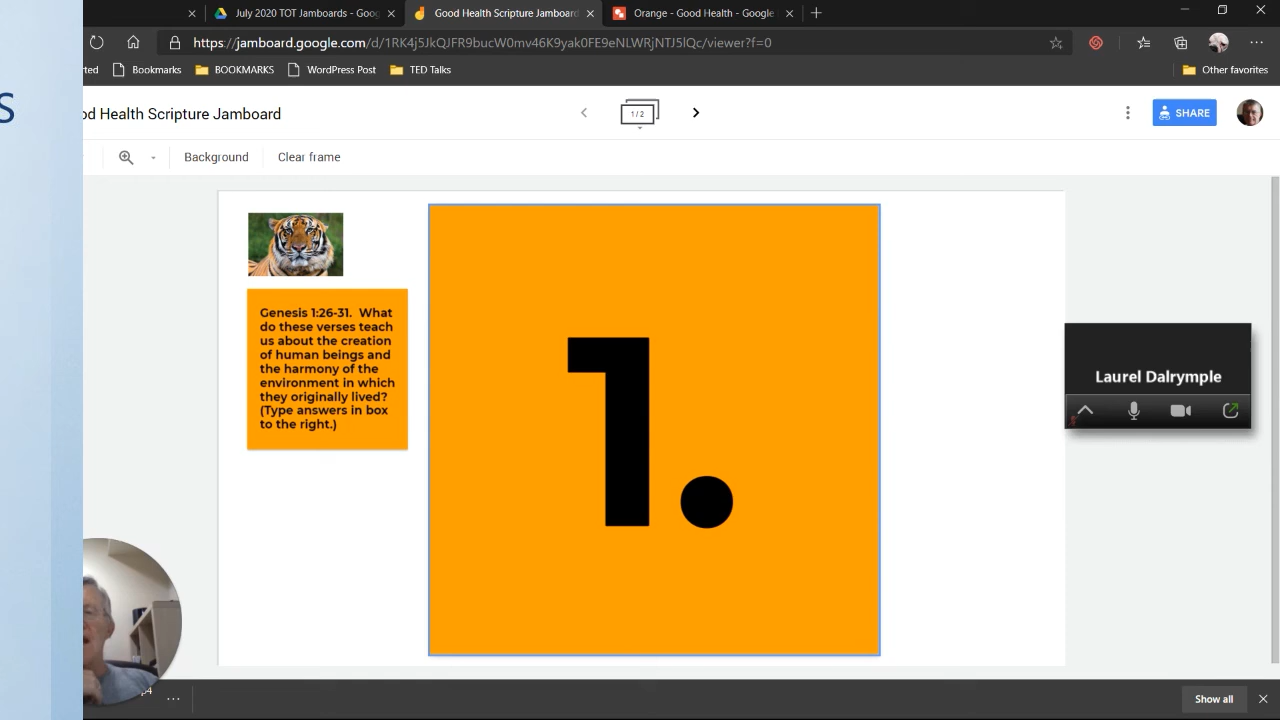 S
July 2020 TOT Jamboards - Goog
Good Health Scripture Jamboard
Orange - Good Health - Google
https://jamboard.google.com/d/1RK4j5JkQJFR9bucW0mv46K9yak0FE9eNLWRjNTJ5lQc/viewer?f=0
rted
Bookmarks
BOOKMARKS
WordPress Post
TED Talks
Other favorites
od Health Scripture Jamboard
1 / 2
SHARE
Background
Clear frame
Genesis 1:26-31. What
do these verses teach
us about the creation
of human beings and
the harmony of the
environment in which
they originally lived?
(Type answers in box
to the right.)
1.
Laurel Dalrymple
p4
Show all